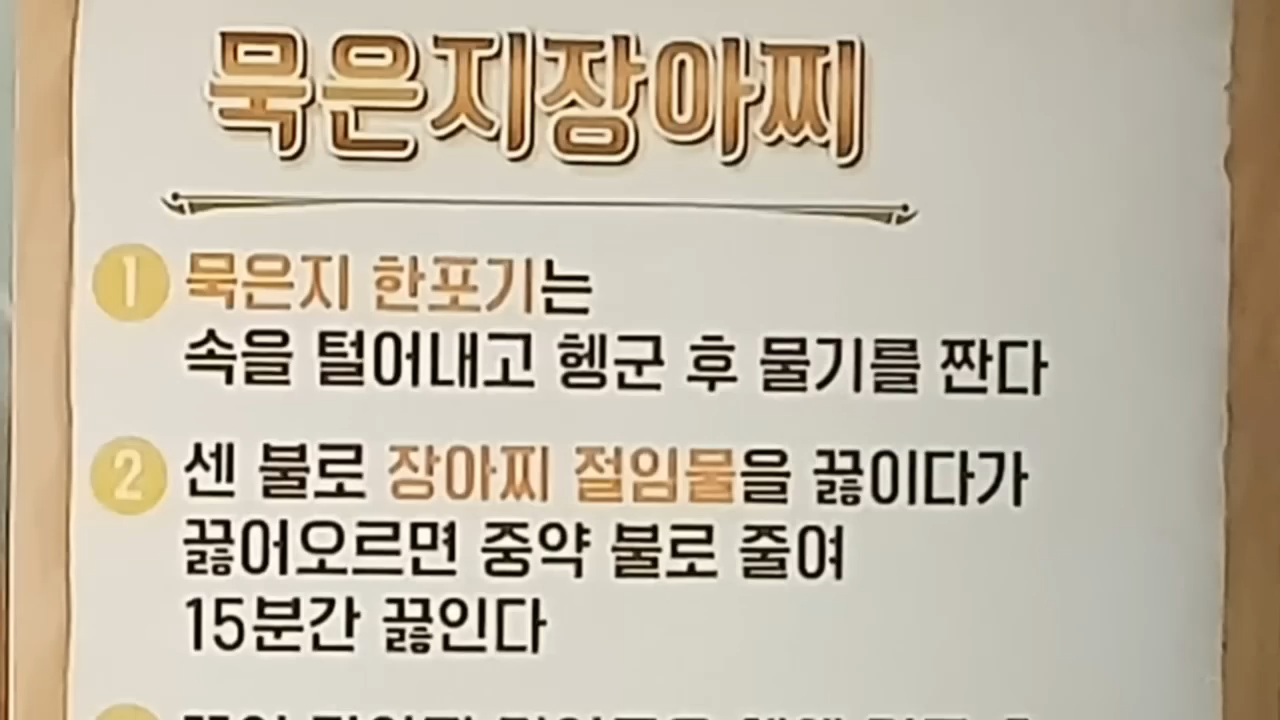 묵은지장아찌
1 묵은지 한포기는
속을 털어내고 헹군 후 물기를 짠다
2 센 불로 장아찌 절임물을 끓이다가
끓어오르면 중약 불로 줄여
15분간 끓인다